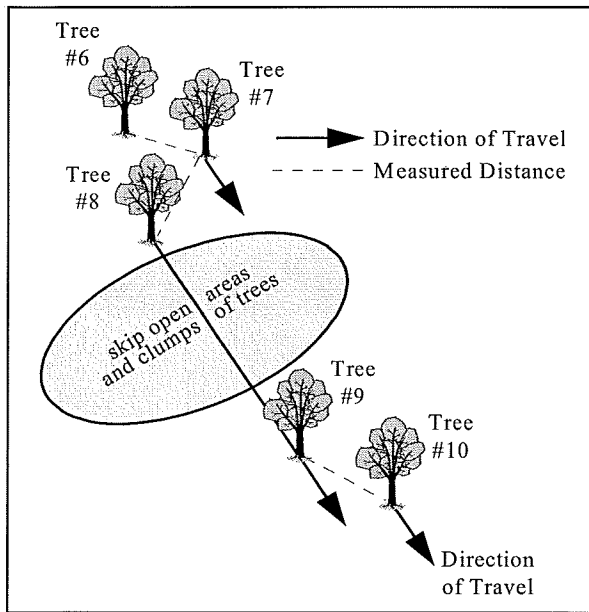 Tree
#6
Tree
#7
Direction of Travel
Measured Distance
Tree
#8
skip open areas
and clumps of trees
Tree
#9
Tree
#10
Direction
of Travel